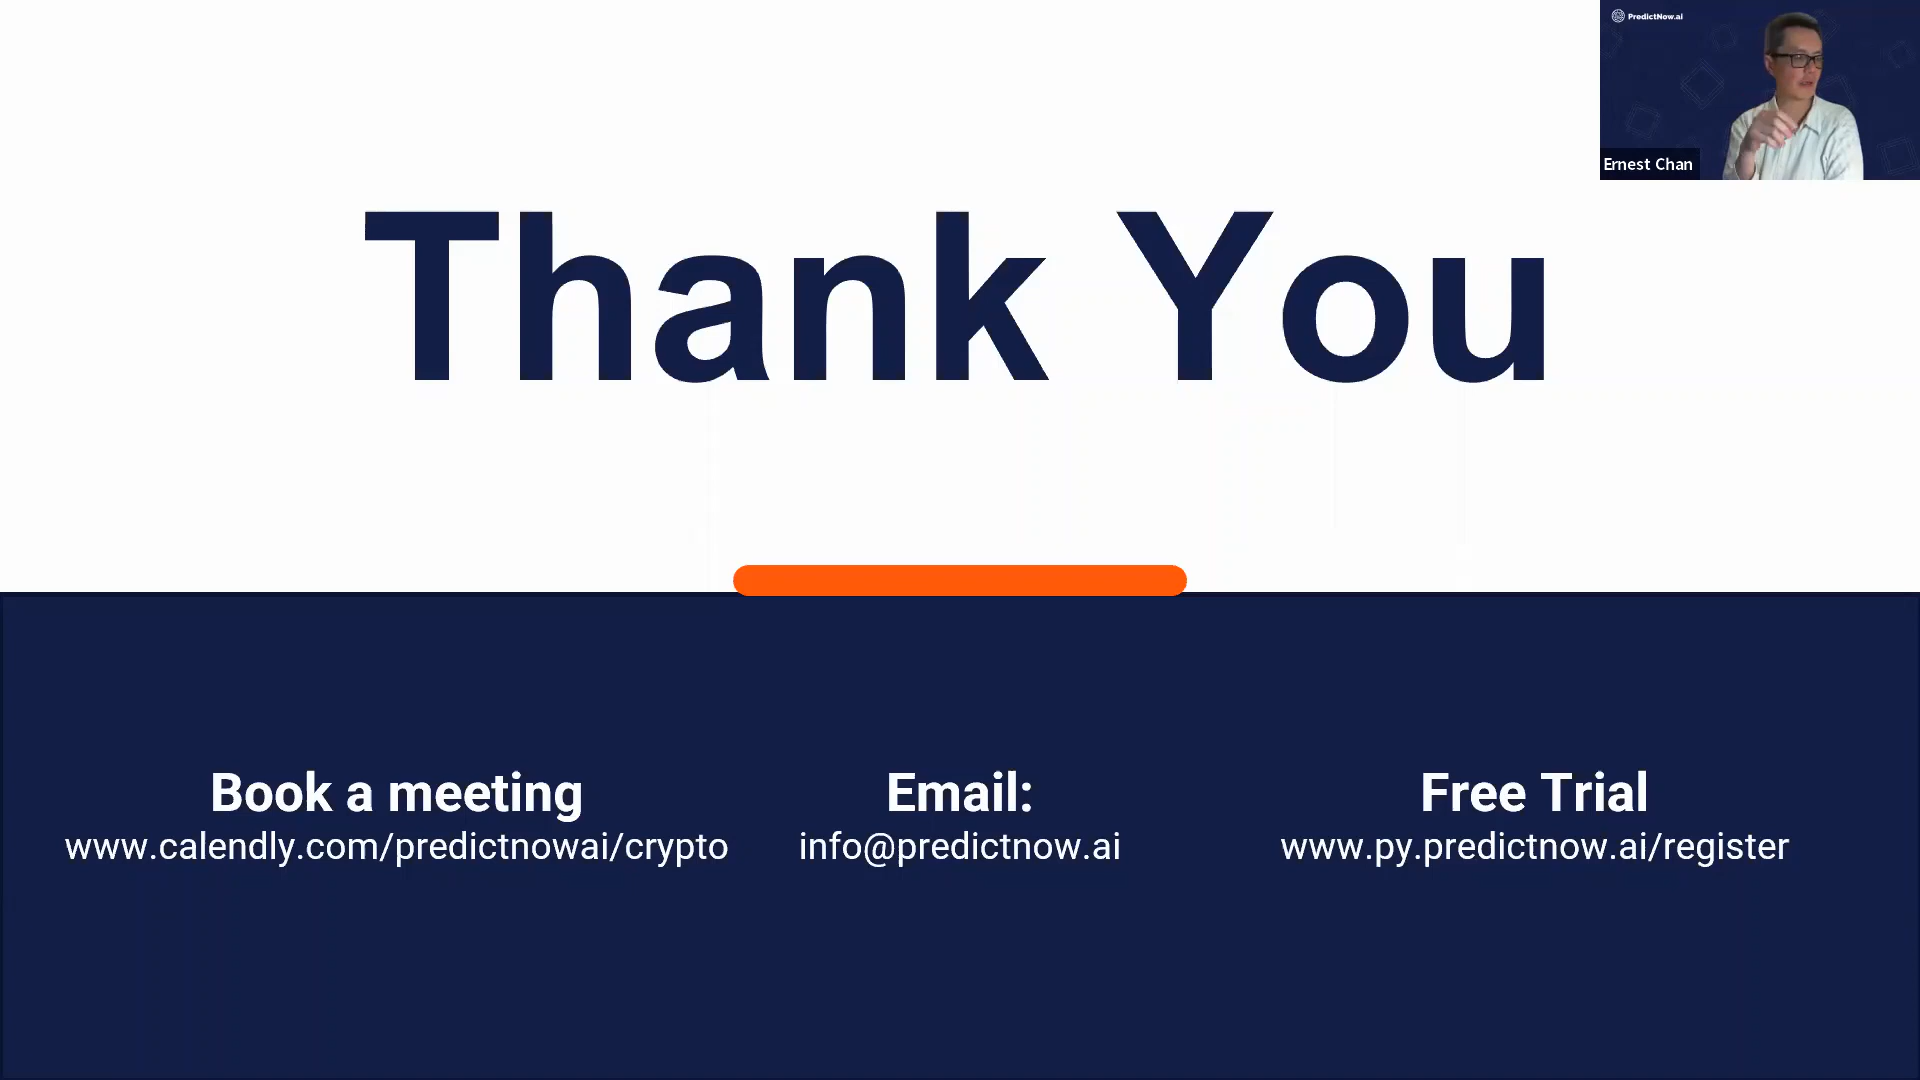 PredictNow.ai
Ernest Chan
Thank You
Book a meeting
www.calendly.com/predictnowai/crypto
Email:
info@predictnow.ai
Free Trial
www.py.predictnow.ai/register